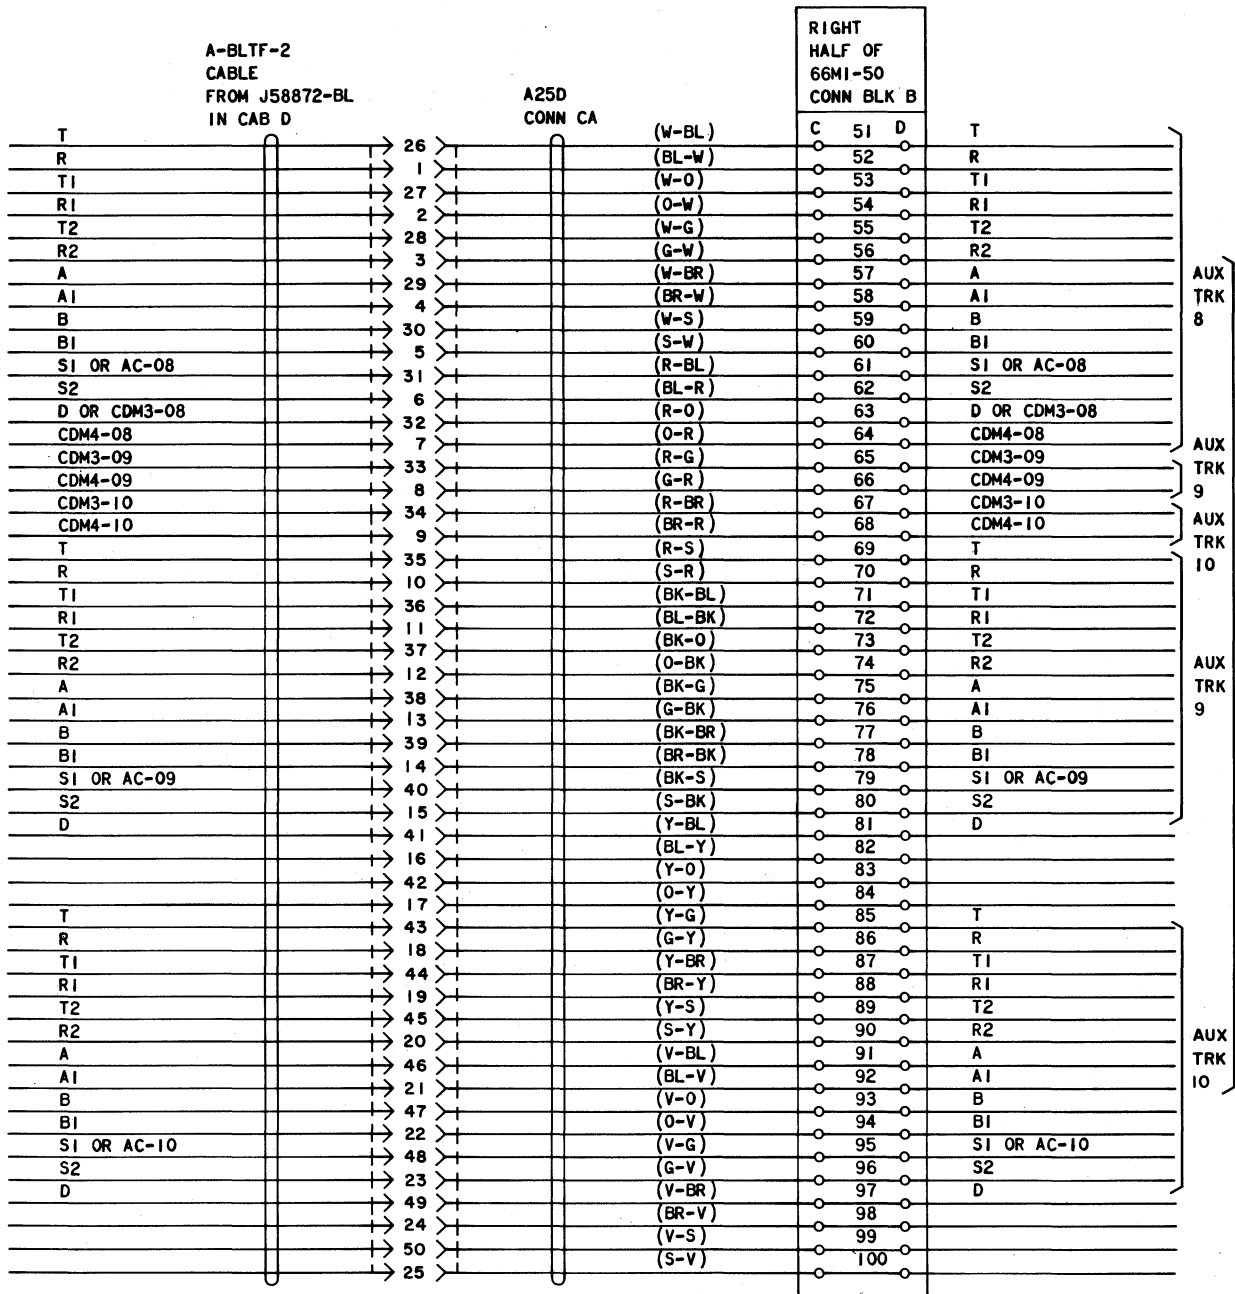 A-BLTF-2
CABLE
FROM J58872-BL
IN CAB D
A25D
CONN CA
RIGHT
HALF OF
66MI-50
CONN BLK B
C D
T 26 (W-BL) 51 T
R 1 (BL-W) 52 R
T1 27 (W-O) 53 T1
R1 2 (O-W) 54 R1
T2 28 (W-G) 55 T2
R2 3 (G-W) 56 R2
A 29 (W-BR) 57 A
A1 4 (BR-W) 58 A1
B 30 (W-S) 59 B
B1 5 (S-W) 60 B1
S1 OR AC-08 31 (R-BL) 61 S1 OR AC-08
S2 6 (BL-R) 62 S2
D OR CDM3-08 32 (R-O) 63 D OR CDM3-08
CDM4-08 7 (O-R) 64 CDM4-08
AUX
TRK
8
CDM3-09 33 (R-G) 65 CDM3-09
CDM4-09 8 (G-R) 66 CDM4-09
AUX
TRK
9
CDM3-10 34 (R-BR) 67 CDM3-10
CDM4-10 9 (BR-R) 68 CDM4-10
AUX
TRK
10
T 35 (R-S) 69 T
R 10 (S-R) 70 R
T1 36 (BK-BL) 71 T1
R1 11 (BL-BK) 72 R1
T2 37 (BK-O) 73 T2
R2 12 (O-BK) 74 R2
A 38 (BK-G) 75 A
A1 13 (G-BK) 76 A1
B 39 (BK-BR) 77 B
B1 14 (BR-BK) 78 B1
S1 OR AC-09 40 (BK-S) 79 S1 OR AC-09
S2 15 (S-BK) 80 S2
D 41 (Y-BL) 81 D
AUX
TRK
9
16 (BL-Y) 82
42 (Y-O) 83
17 (O-Y) 84
T 43 (Y-G) 85 T
R 18 (G-Y) 86 R
T1 44 (Y-BR) 87 T1
R1 19 (BR-Y) 88 R1
T2 45 (Y-S) 89 T2
R2 20 (S-Y) 90 R2
A 46 (V-BL) 91 A
A1 21 (BL-V) 92 A1
B 47 (V-O) 93 B
B1 22 (O-V) 94 B1
S1 OR AC-10 48 (V-G) 95 S1 OR AC-10
S2 23 (G-V) 96 S2
D 49 (V-BR) 97 D
AUX
TRK
10
24 (BR-V) 98
50 (V-S) 99
25 (S-V) 100